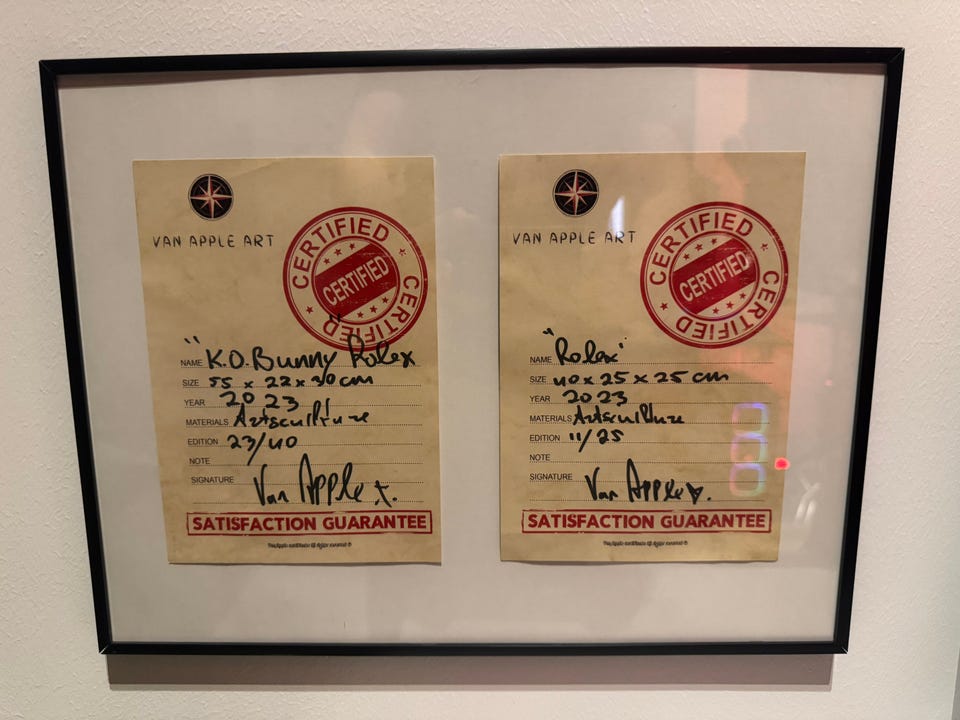 VAN APPLE ART
CERTIFIED
CERTIFIED
CERTIFIED
CERTIFIED
NAME "K.O. Bunny" Rolex
SIZE 55 x 22 x 30 cm
YEAR 2023
MATERIALS Artsculture
EDITION 23/40
NOTE
SIGNATURE Van Apple x.
SATISFACTION GUARANTEE
VAN APPLE ART
CERTIFIED
CERTIFIED
CERTIFIED
CERTIFIED
NAME "Rolex"
SIZE 40 x 25 x 25 cm
YEAR 2023
MATERIALS Artsculture
EDITION 11/25
NOTE
SIGNATURE Van Apple
SATISFACTION GUARANTEE